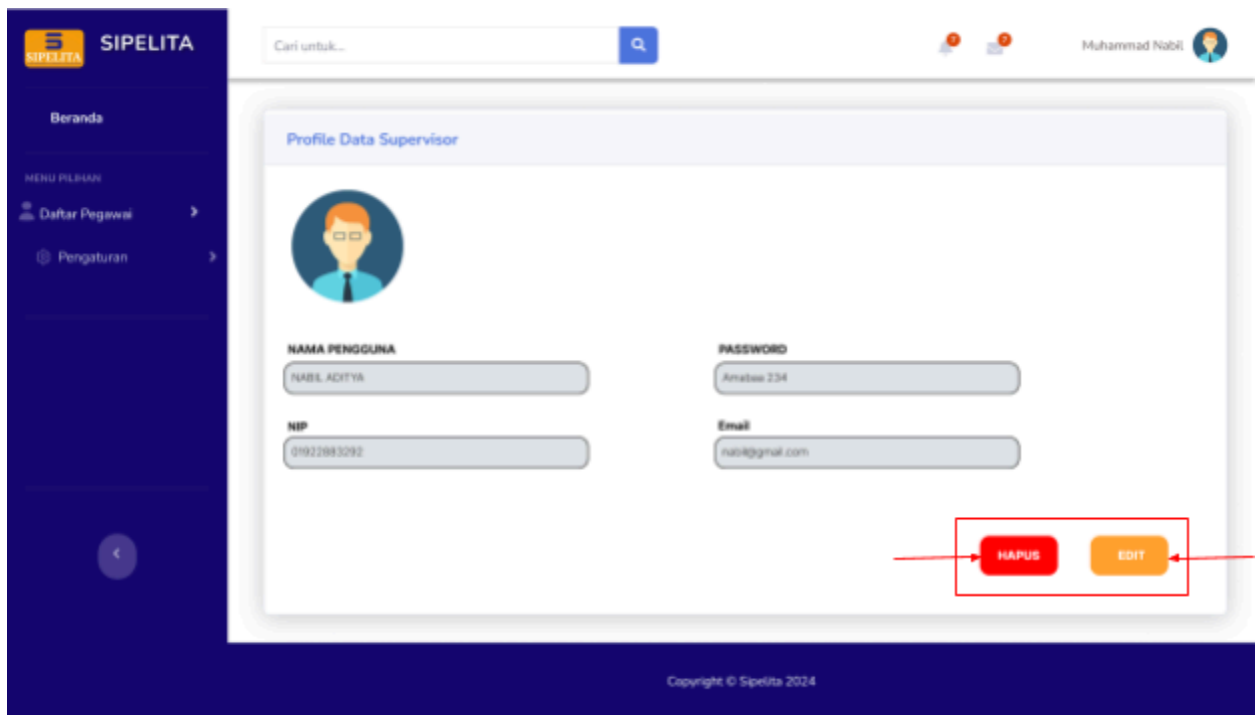 SIPELITA
SIPELITA
Cari untuk...
Muhammad Nabil
Beranda
MENU PILIHAN
Daftar Pegawai
Pengaturan
Profile Data Supervisor
NAMA PENGGUNA
NABIL ADITYA
PASSWORD
234
NIP
01922883292
Email
nabil@gmail.com
HAPUS
EDIT
Copyright © Sipelita 2024